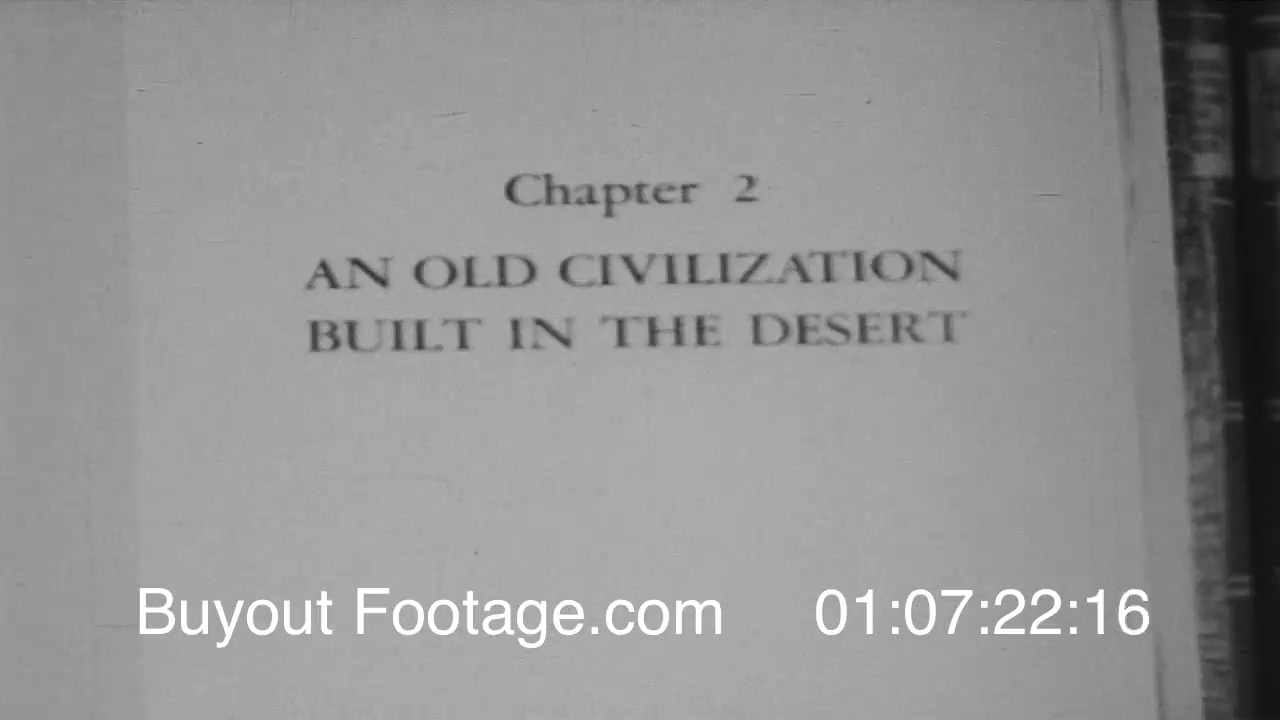 Chapter 2
AN OLD CIVILIZATION
BUILT IN THE DESERT
Buyout Footage.com 01:07:22:16